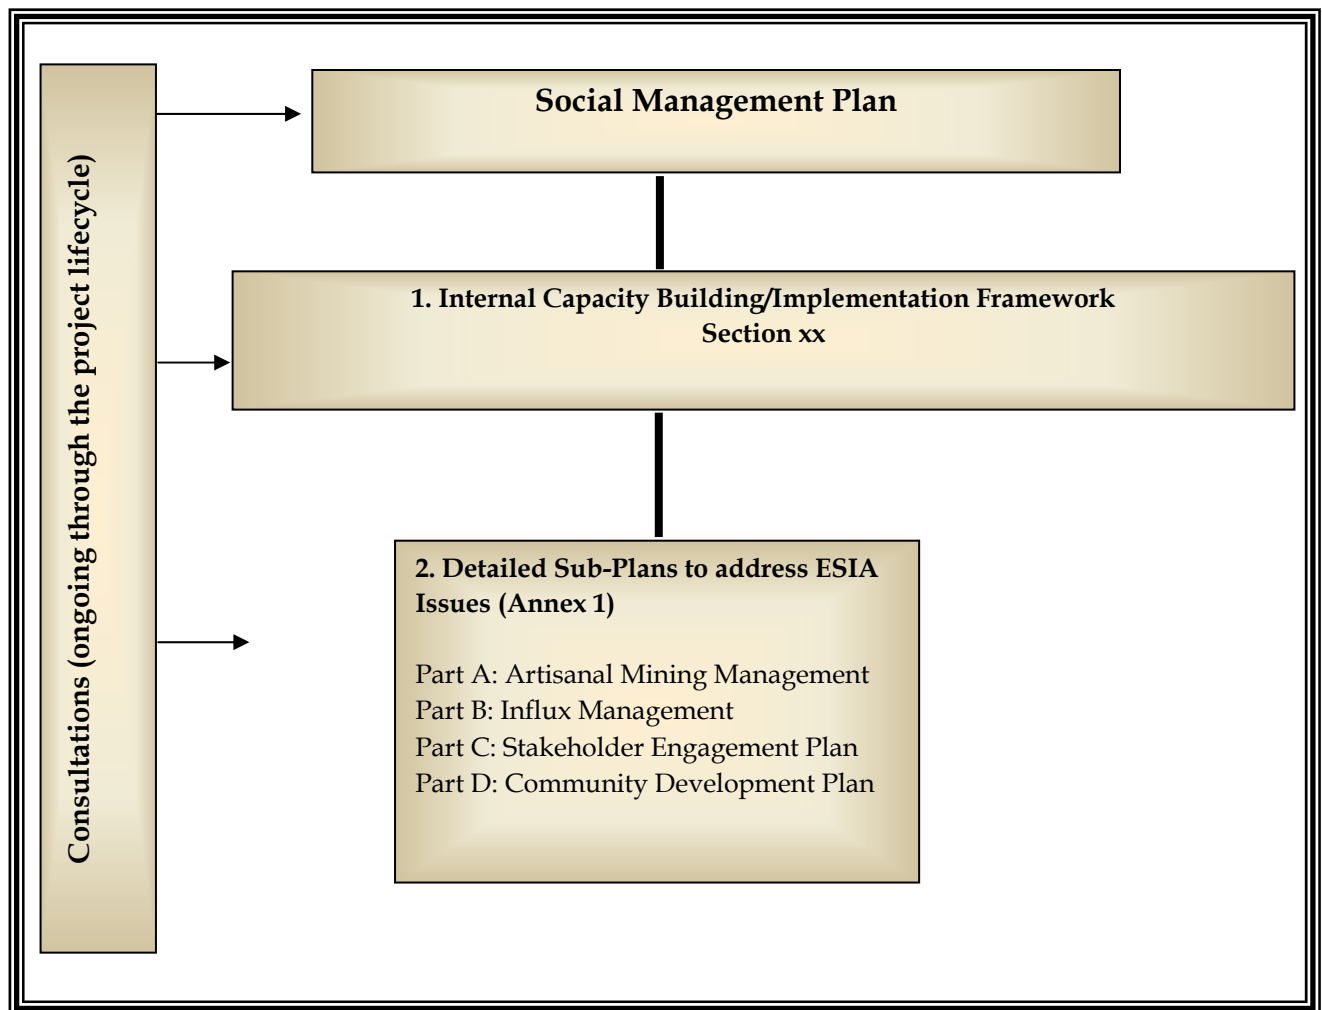 Consultations (ongoing through the project lifecycle)
Social Management Plan
1. Internal Capacity Building/Implementation Framework
Section xx
2. Detailed Sub-Plans to address ESIA
Issues (Annex 1)
Part A: Artisanal Mining Management
Part B: Influx Management
Part C: Stakeholder Engagement Plan
Part D: Community Development Plan